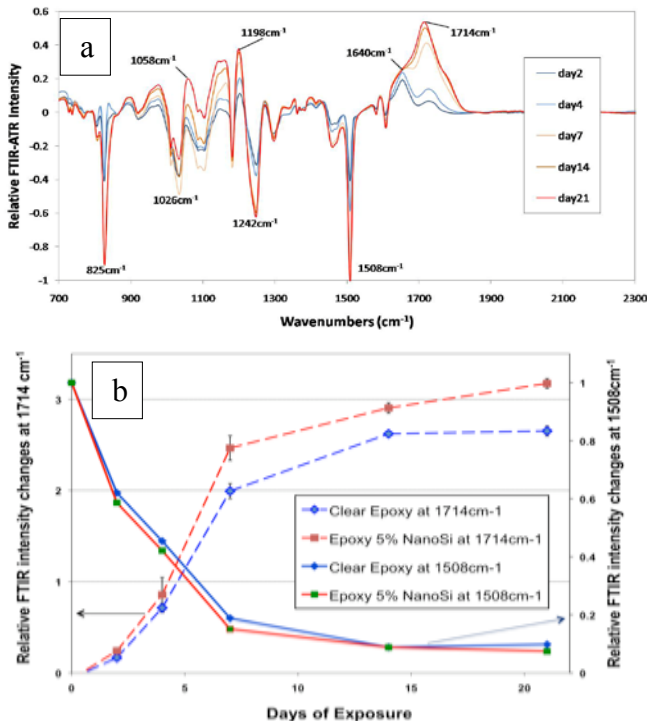 a
Relative FTIR-ATR Intensity
0.6
0.4
0.2
0
-0.2
-0.4
-0.6
-0.8
-1
1058cm⁻¹
1198cm⁻¹
1640cm⁻¹
1714cm⁻¹
1026cm⁻¹
1242cm⁻¹
825cm⁻¹
1508cm⁻¹
day2
day4
day7
day14
day21
700 900 1100 1300 1500 1700 1900 2100 2300
Wavenumbers (cm⁻¹)
b
Relative FTIR intensity changes at 1714 cm⁻¹
3
2
1
0
Clear Epoxy at 1714cm-1
Epoxy 5% NanoSi at 1714cm-1
Clear Epoxy at 1508cm-1
Epoxy 5% NanoSi at 1508cm-1
1
0.8
0.6
0.4
0.2
0
Relative FTIR intensity changes at 1508cm⁻¹
0 5 10 15 20
Days of Exposure